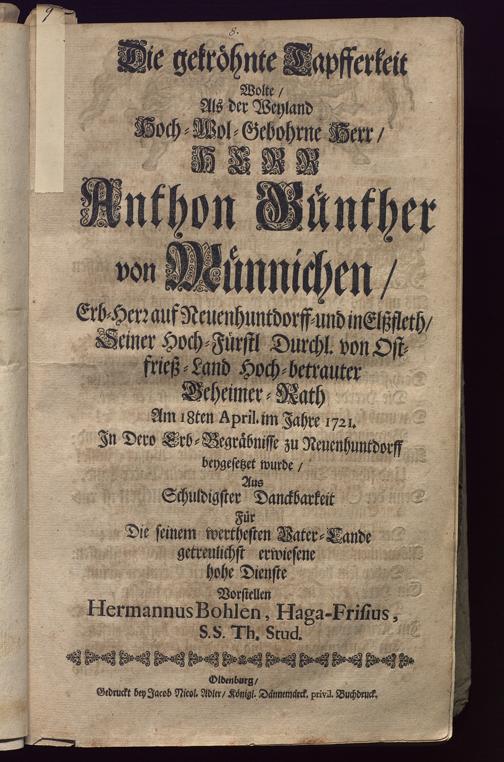 9
8.
Die gekröhnte Tapfferkeit
Wolte /
Als der Weyland
Hoch-Wol-Gebohrne Herr /
HERR
Anthon Günther
von Münnichen /
Erb-Herr auf Neuenhuntdorff-und in Elßfleth /
Seiner Hoch-Fürstl Durchl. von Ost-
frieß-Land Hoch-betrauter
Geheimer-Rath
Am 18ten April. im Jahre 1721.
In Dero Erb-Begräbnisse zu Neuenhuntdorff
beygesetzet wurde /
Aus
Schuldigster Danckbarkeit
Für
Die seinem werthesten Vater-Lande
getreulichst erwiesene
hohe Dienste
Vorstellen
Hermannus Bohlen, Haga-Frisius,
S.S. Th. Stud.
Oldenburg /
Gedruckt bey Jacob Nicol. Adler / Königl. Dännemarck. privil. Buchdruck.